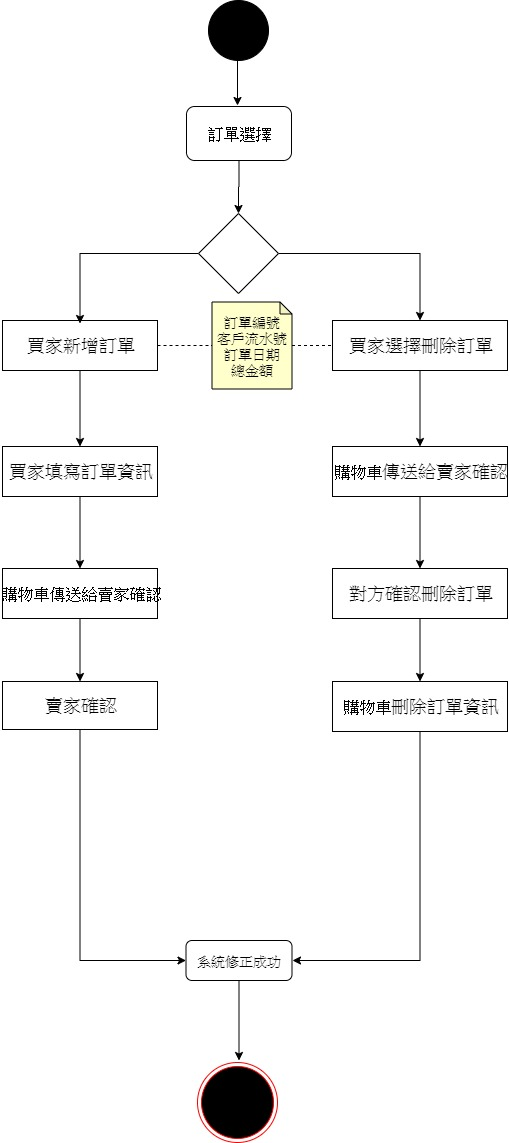 訂單選擇
訂單編號
客戶流水號
訂單日期
總金額
買家新增訂單
買家選擇刪除訂單
買家填寫訂單資訊
購物車傳送給賣家確認
購物車傳送給賣家確認
對方確認刪除訂單
賣家確認
購物車刪除訂單資訊
系統修正成功